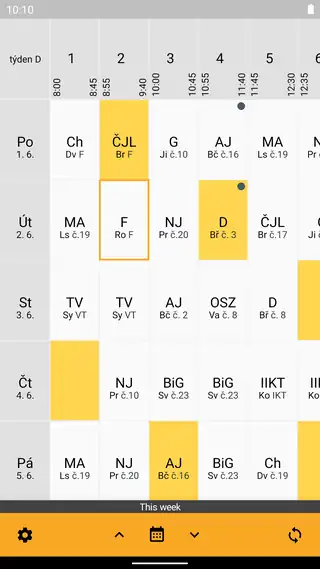 10:10
týden D 1 2 3 4 5 6
8:00 8:45 8:55 9:40 10:00 10:45 10:55 11:40 11:45 12:30 12:35
Po Ch ČJL G AJ MA
1. 6. Dv F Br F Ji č.10 Bč č.16 Ls č.19
Út MA F NJ D ČJL
2. 6. Ls č.19 Ro F Pr č.20 Bř č. 3 Br č.17
St TV TV AJ OSZ D
3. 6. Sy VT Sy VT Bč č. 2 Va č. 8 Bř č. 8
Čt NJ BiG BiG IIKT
4. 6. Pr č.10 Sv č.23 Sv č.23 Ko IKT
Pá MA NJ AJ BiG Ch
5. 6. Ls č.19 Pr č.20 Bč č.16 Sv č.23 Dv č.19
This week